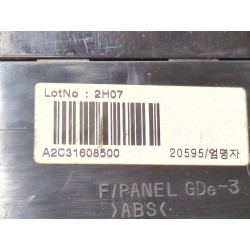 LotNo : 2H07
A2C31608500 20595/엄명자
F/PANEL GDe-3
>ABS<